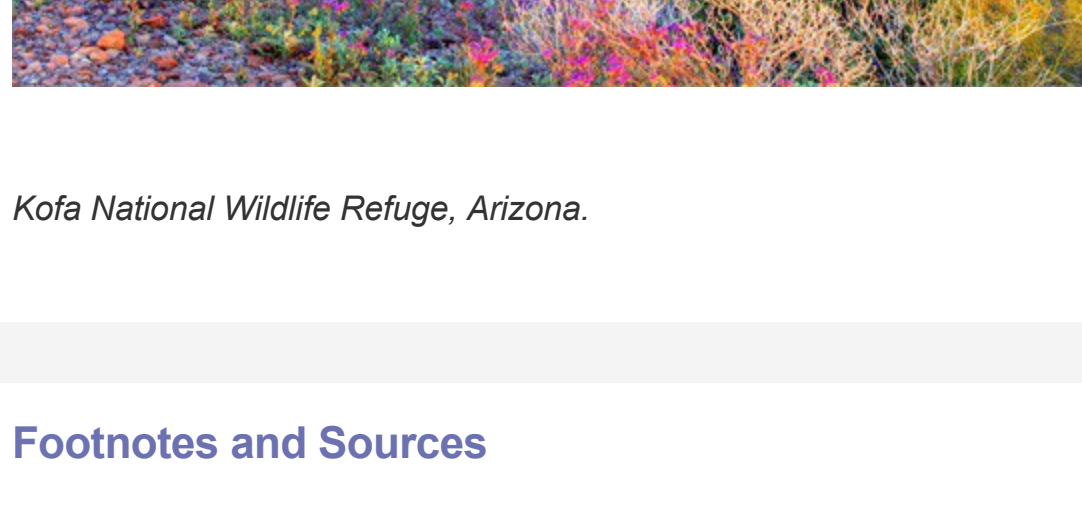 Kofa National Wildlife Refuge, Arizona.
Footnotes and Sources